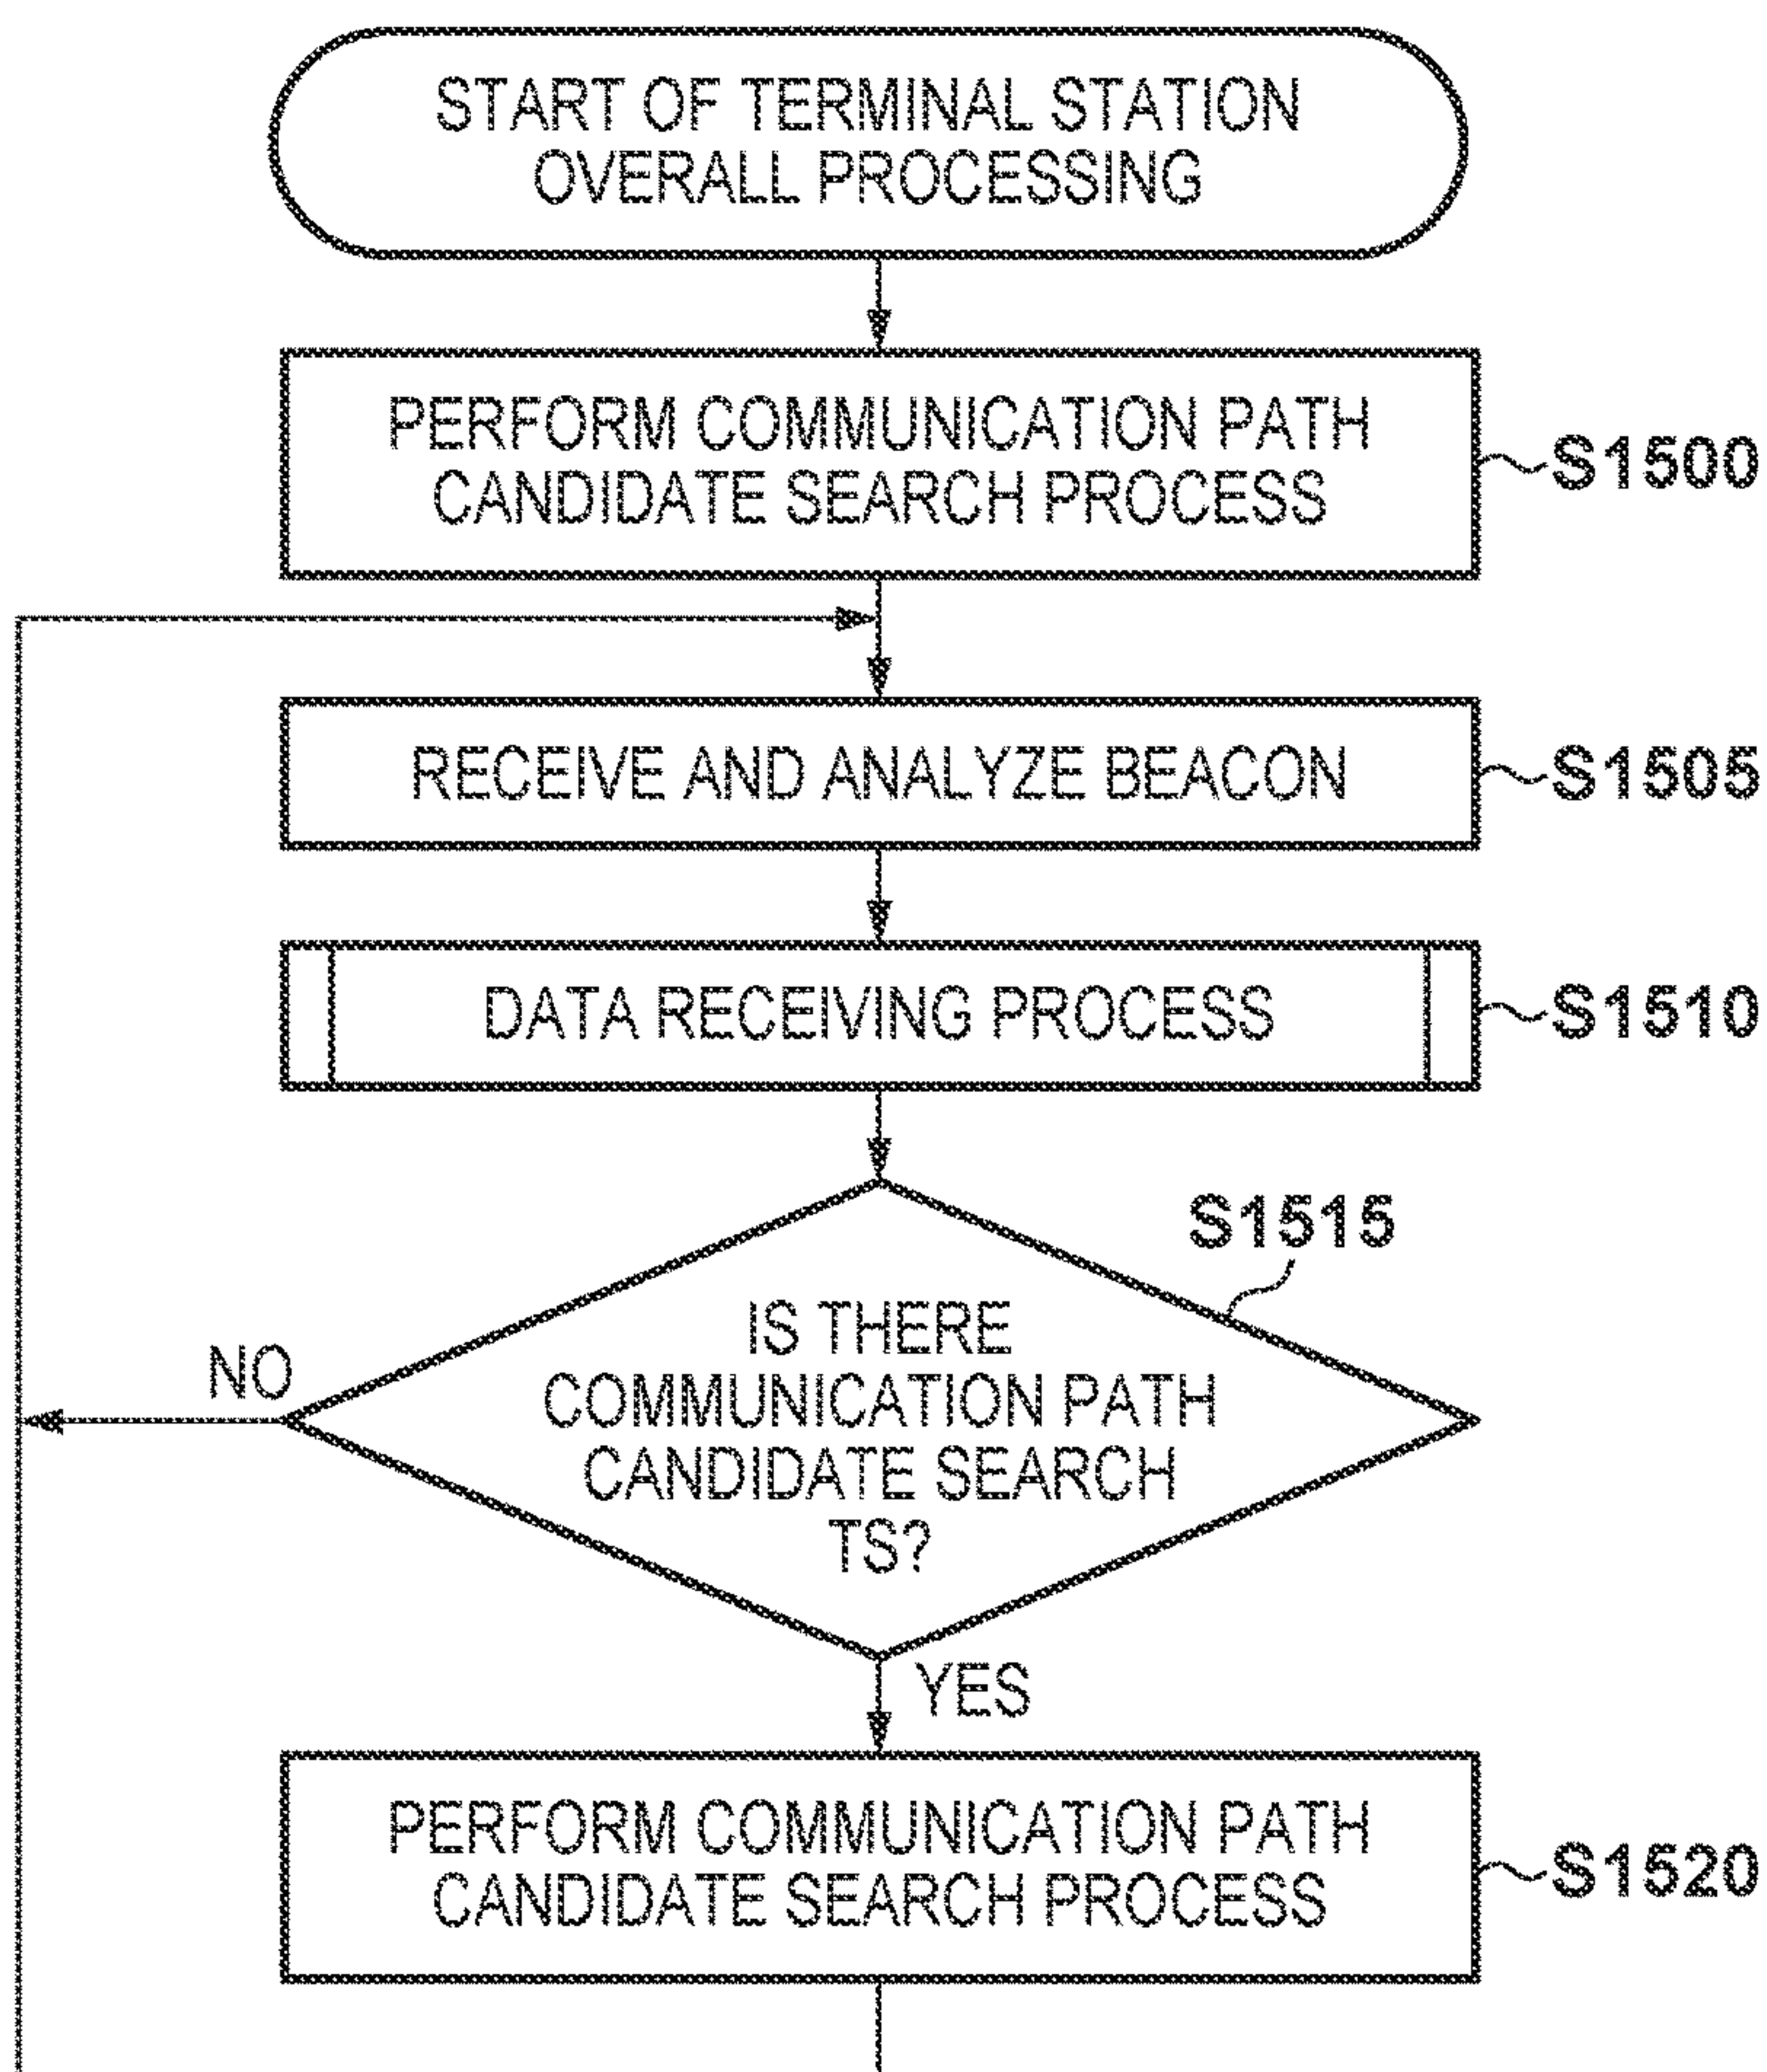 START OF TERMINAL STATION
OVERALL PROCESSING
PERFORM COMMUNICATION PATH
CANDIDATE SEARCH PROCESS
S1500
RECEIVE AND ANALYZE BEACON
S1505
DATA RECEIVING PROCESS
S1510
S1515
IS THERE
COMMUNICATION PATH
CANDIDATE SEARCH
TS?
NO
YES
PERFORM COMMUNICATION PATH
CANDIDATE SEARCH PROCESS
S1520